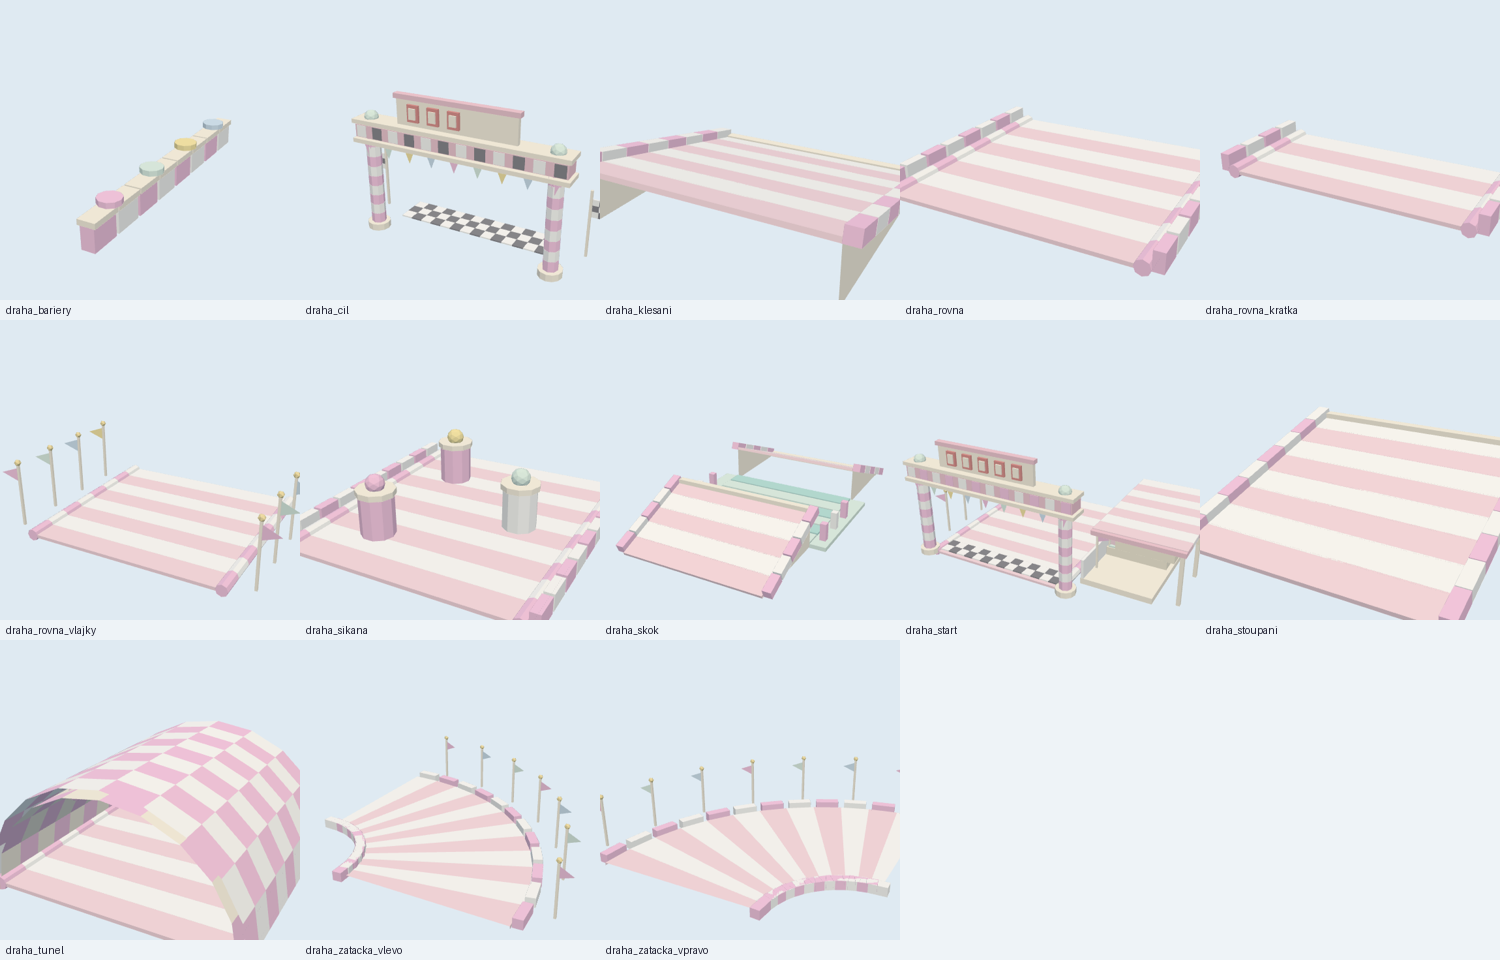 draha_bariery
draha_cil
draha_klesani
draha_rovna
draha_rovna_kratka
draha_rovna_vlajky
draha_sikana
draha_skok
draha_start
draha_stoupani
draha_tunel
draha_zatacka_vlevo
draha_zatacka_vpravo